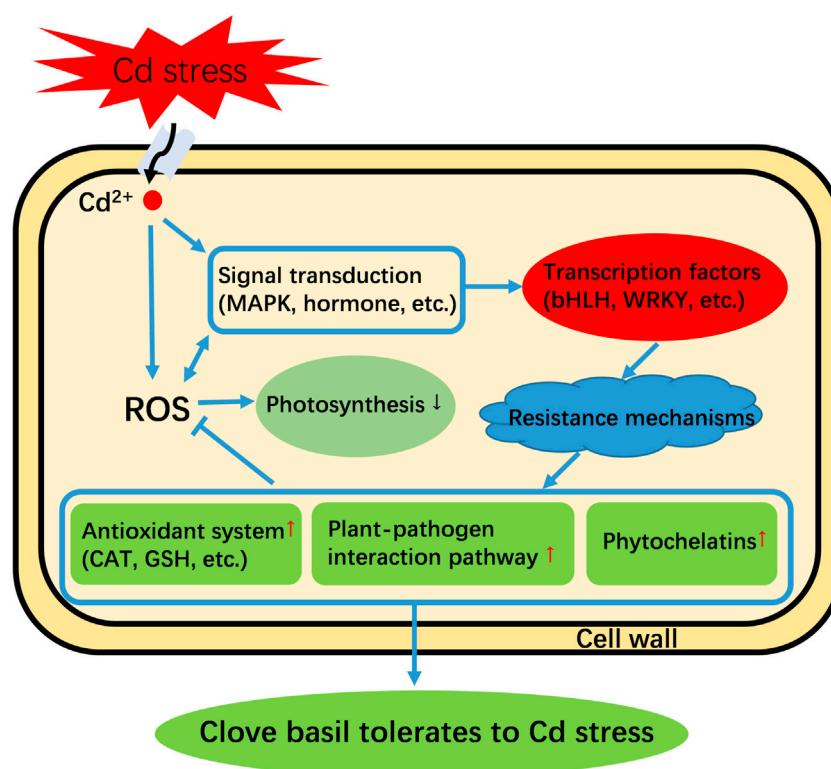 Cd stress
Cd²⁺
Signal transduction
(MAPK, hormone, etc.)
Transcription factors
(bHLH, WRKY, etc.)
ROS
Photosynthesis ↓
Resistance mechanisms
Antioxidant system↑
(CAT, GSH, etc.)
Plant-pathogen
interaction pathway ↑
Phytochelatins↑
Cell wall
Clove basil tolerates to Cd stress